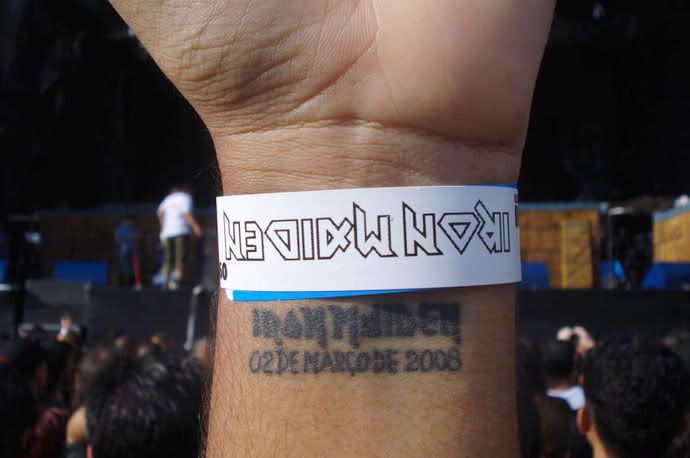 IRON MAIDEN
IRON MAIDEN
02 DE MARÇO DE 2008